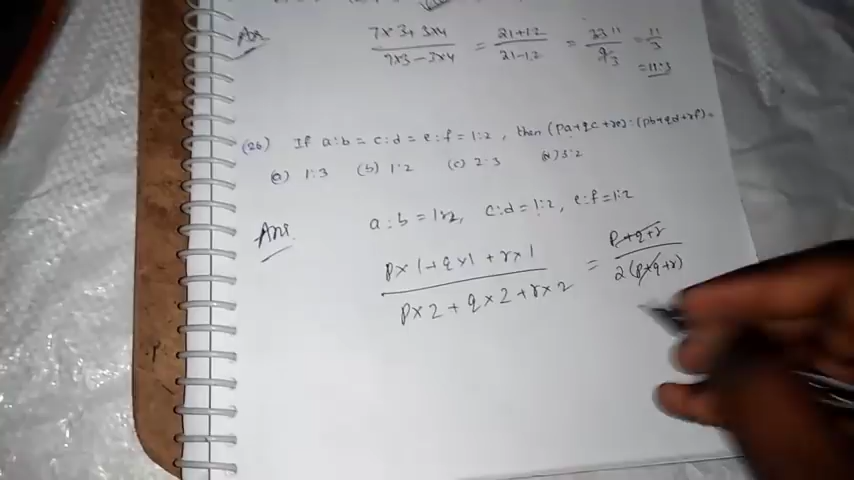 Ans
7×3+3×4 / 7×3-3×4 = 21+12 / 21-12 = 33 11 / 9 3 = 11/3
= 11:3
(26) If a:b = c:d = e:f = 1:2, then (pa+qc+re):(pb+qd+rf)=
(a) 1:3 (b) 1:2 (c) 2:3 (d) 3:2
Ans. a:b = 1:2, c:d=1:2, e:f=1:2
p×1+q×1+r×1 / p×2+q×2+r×2 = p+q+r / 2(p+q+r)